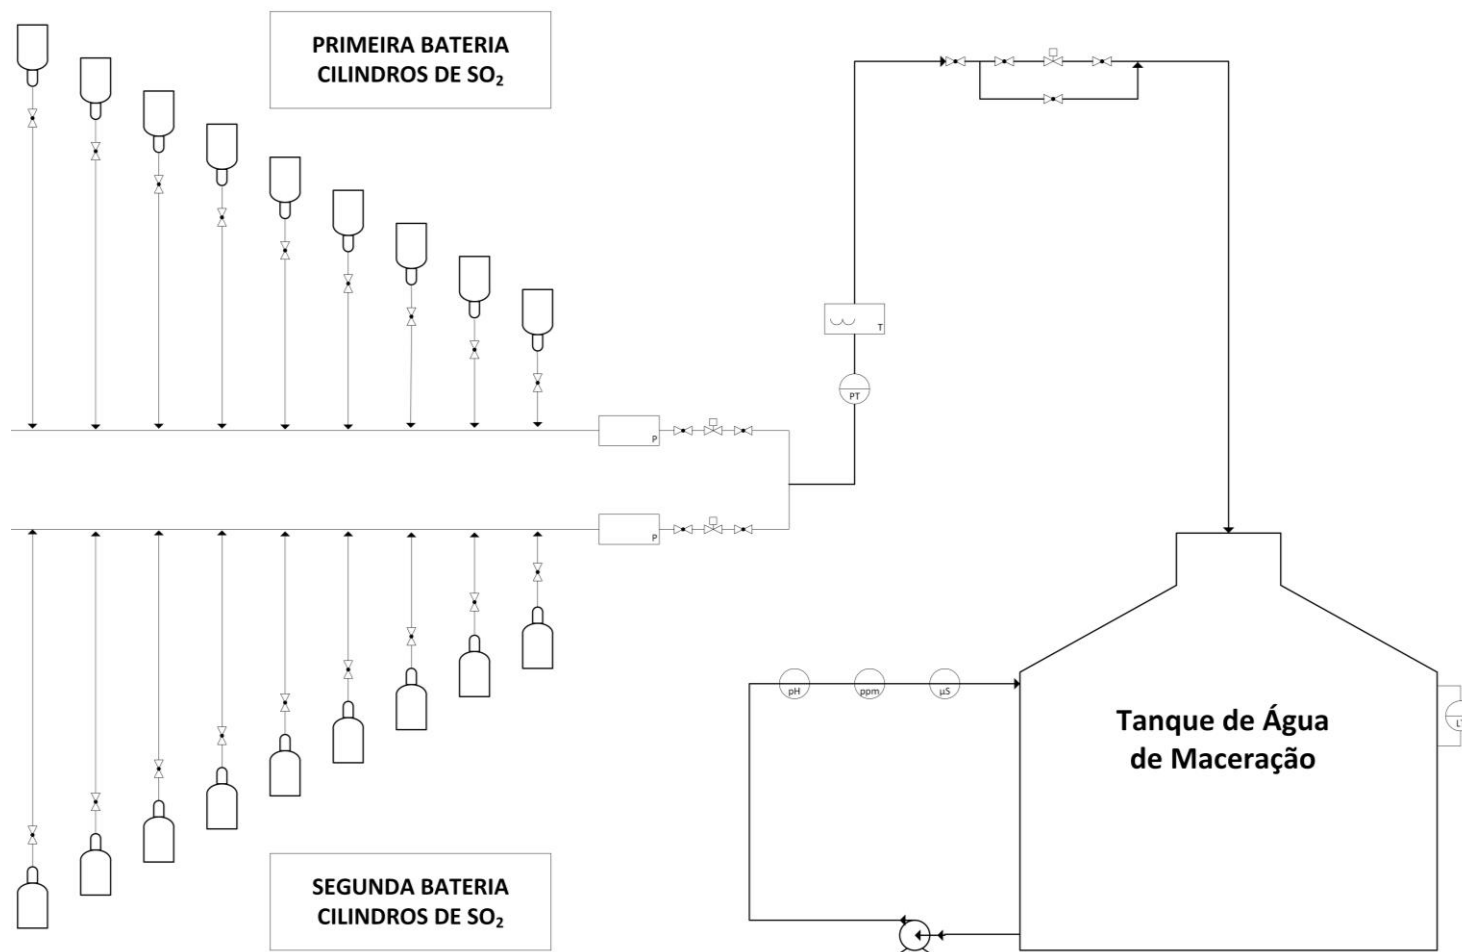 PRIMEIRA BATERIA
CILINDROS DE SO₂
T
PT
P
P
pH
ppm
µS
Tanque de Água
de Maceração
SEGUNDA BATERIA
CILINDROS DE SO₂